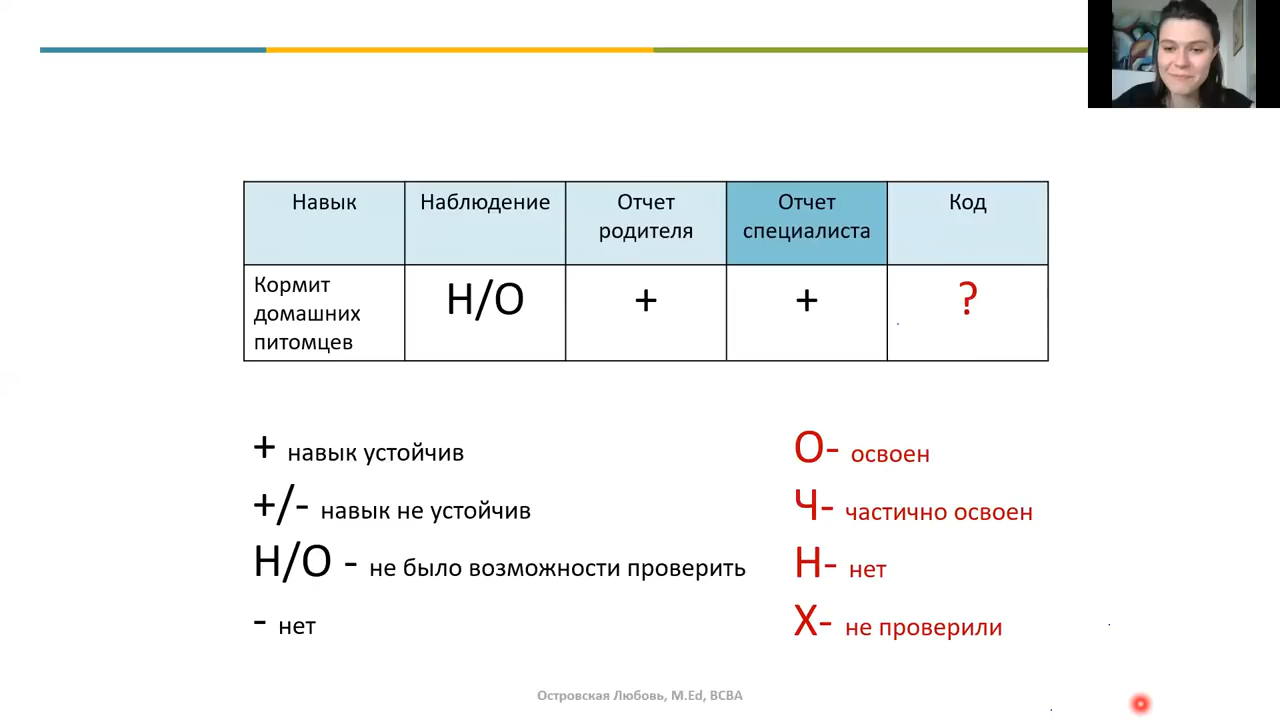 Навык
Наблюдение
Отчет
родителя
Отчет
специалиста
Код
Кормит
домашних
питомцев
Н/О
+
+
?
+ навык устойчив
+/- навык не устойчив
Н/О - не было возможности проверить
- нет
О- освоен
Ч- частично освоен
Н- нет
Х- не проверили
Островская Любовь, M.Ed, BCBA